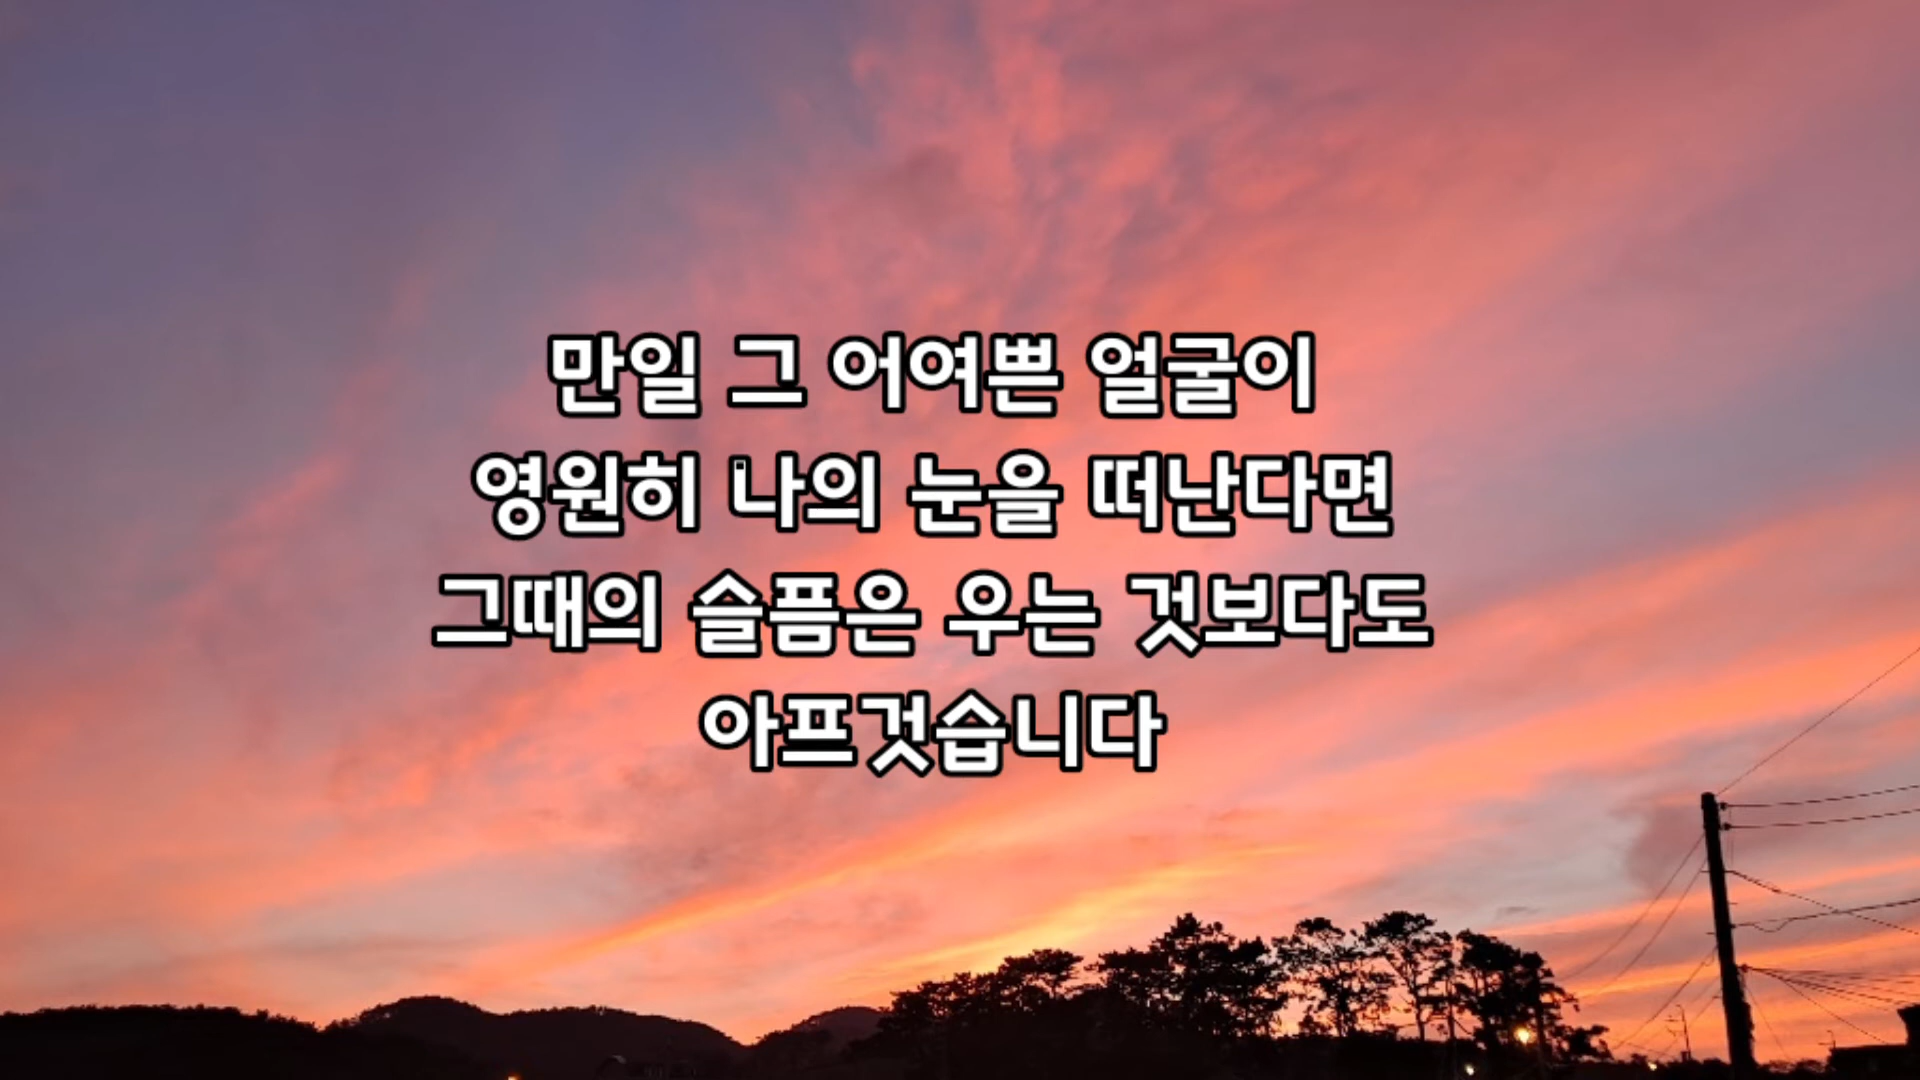 만일 그 어여쁜 얼굴이
영원히 나의 눈을 떠난다면
그때의 슬픔은 우는 것보다도
아프것습니다